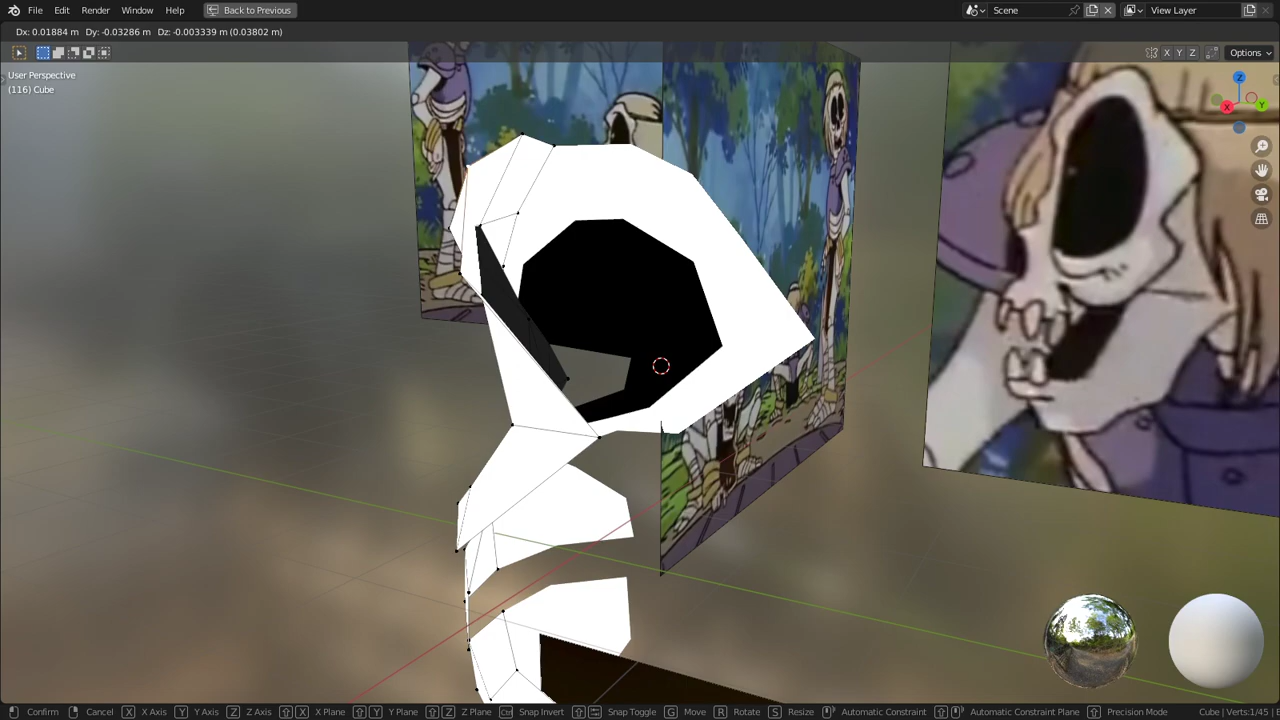 File Edit Render Window Help Back to Previous Scene View Layer
Dx: 0.01884 m Dy: -0.03286 m Dz: -0.003339 m (0.03802 m)
X Y Z Options
User Perspective
(116) Cube
Z
X Y
Confirm Cancel X X Axis Y Y Axis Z Z Axis X X Plane Y Y Plane Z Z Plane Ctrl Snap Invert Snap Toggle G Move R Rotate S Resize Automatic Constraint Automatic Constraint Plane Precision Mode Cube | Verts:1/45 |